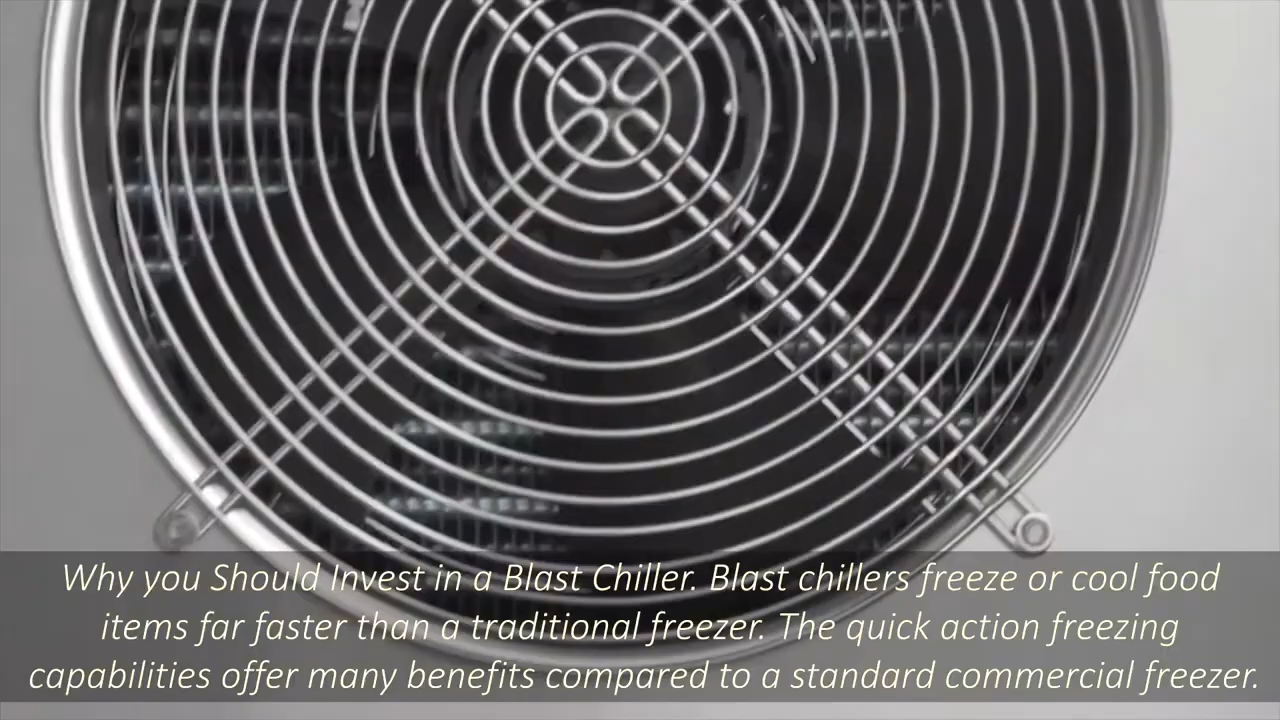 Why you Should Invest in a Blast Chiller. Blast chillers freeze or cool food
items far faster than a traditional freezer. The quick action freezing
capabilities offer many benefits compared to a standard commercial freezer.